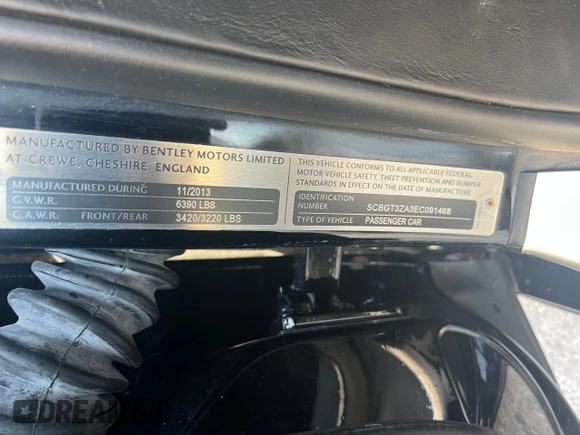 MANUFACTURED BY BENTLEY MOTORS LIMITED
AT CREWE, CHESHIRE, ENGLAND
MANUFACTURED DURING 11/2013
G.V.W.R. 6390 LBS
G.A.W.R. FRONT/REAR 3420/3220 LBS
THIS VEHICLE CONFORMS TO ALL APPLICABLE FEDERAL
MOTOR VEHICLE SAFETY, THEFT PREVENTION AND BUMPER
STANDARDS IN EFFECT ON THE DATE OF MANUFACTURE
IDENTIFICATION
NUMBER SCBGT3ZA3EC091468
TYPE OF VEHICLE PASSENGER CAR